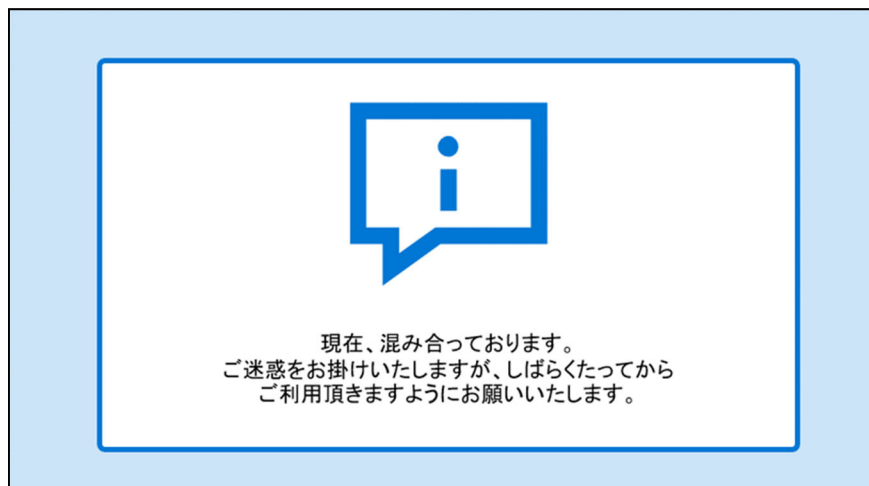 現在、混み合っております。
ご迷惑をお掛けいたしますが、しばらくたってから
ご利用頂きますようにお願いいたします。